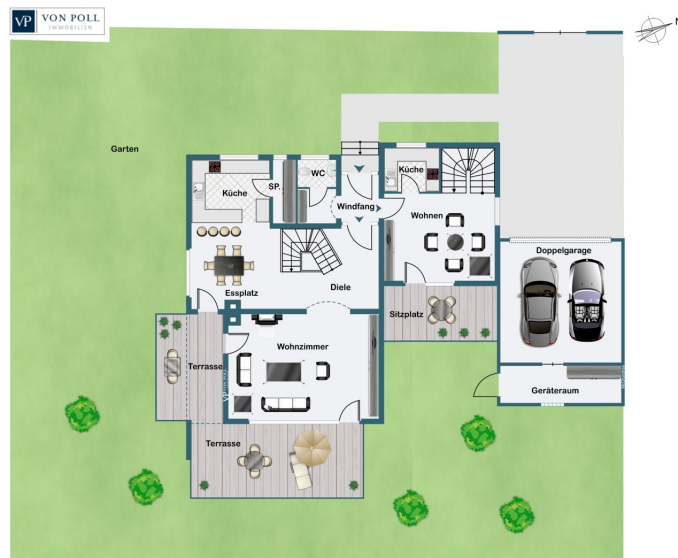 VP VON POLL
IMMOBILIEN
N
Garten
Küche
SP.
WC
Küche
Windfang
Wohnen
Doppelgarage
Essplatz
Diele
Sitzplatz
Wohnzimmer
Terrasse
Geräteraum
Terrasse